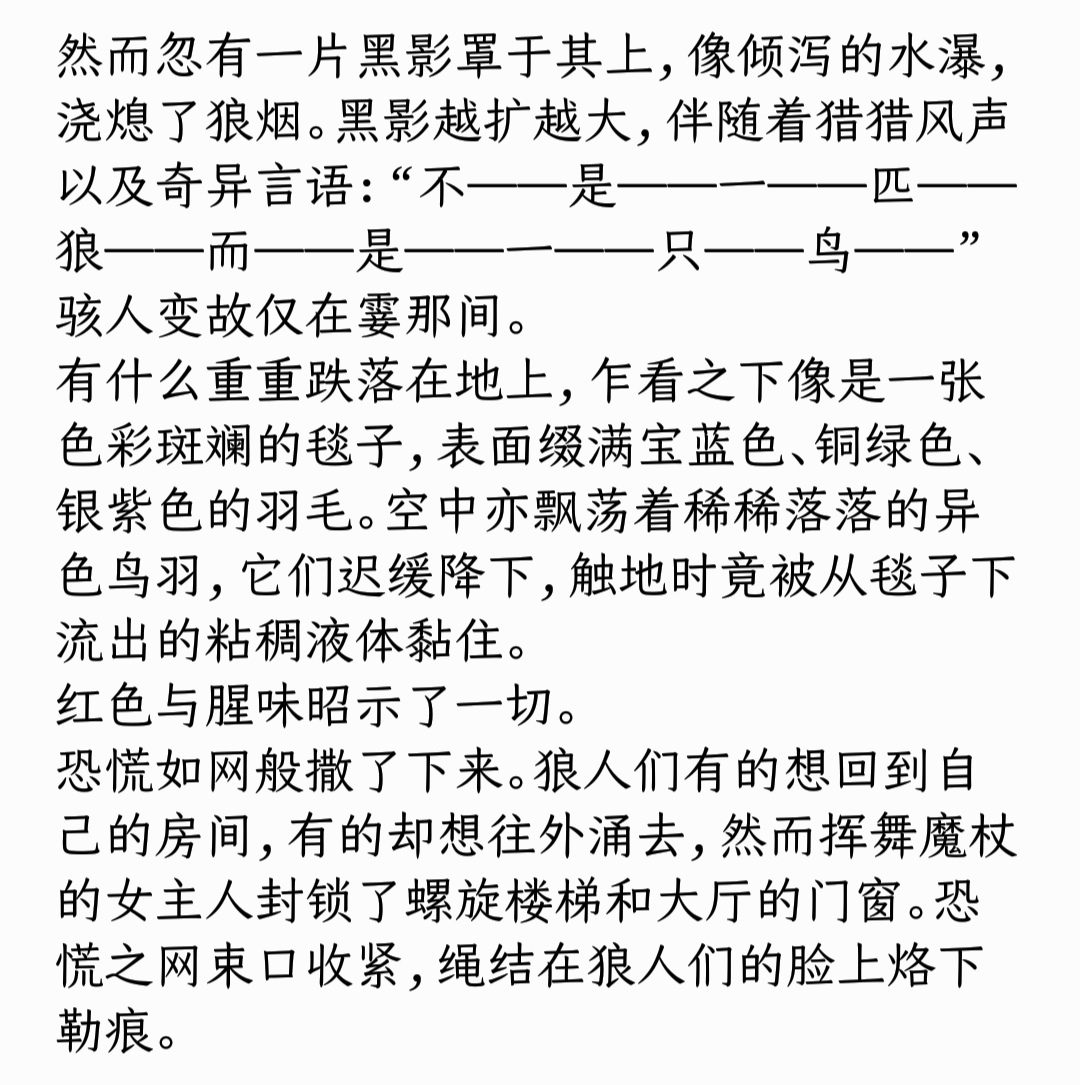 然而忽有一片黑影罩于其上，像倾泻的水瀑，
浇熄了狼烟。黑影越扩越大，伴随着猎猎风声
以及奇异言语：“不——是——一——匹——
狼——而——是——一——只——鸟——”
骇人变故仅在霎那间。
有什么重重跌落在地上，乍看之下像是一张
色彩斑斓的毯子，表面缀满宝蓝色、铜绿色、
银紫色的羽毛。空中亦飘荡着稀稀落落的异
色鸟羽，它们迟缓降下，触地时竟被从毯子下
流出的粘稠液体黏住。
红色与腥味昭示了一切。
恐慌如网般撒了下来。狼人们有的想回到自
己的房间，有的却想往外涌去，然而挥舞魔杖
的女主人封锁了螺旋楼梯和大厅的门窗。恐
慌之网束口收紧，绳结在狼人们的脸上烙下
勒痕。